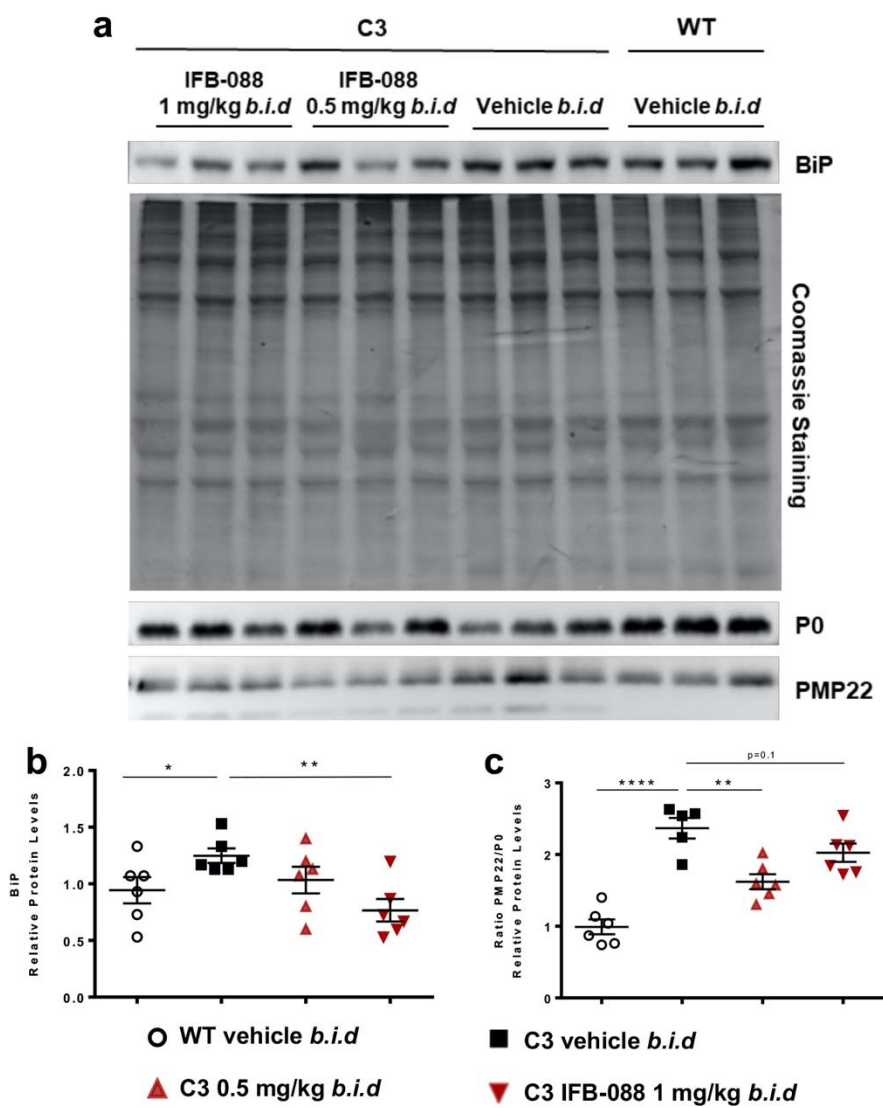 a
C3 WT
IFB-088 IFB-088
1 mg/kg b.i.d 0.5 mg/kg b.i.d Vehicle b.i.d Vehicle b.i.d
BiP
Coomassie Staining
P0
PMP22
b
BiP
Relative Protein Levels
2.0
1.5
1.0
0.5
0.0
*
**
c
Ratio PMP22/P0
Relative Protein Levels
3
2
1
0
p=0.1
**** **
WT vehicle b.i.d C3 vehicle b.i.d
C3 0.5 mg/kg b.i.d C3 IFB-088 1 mg/kg b.i.d